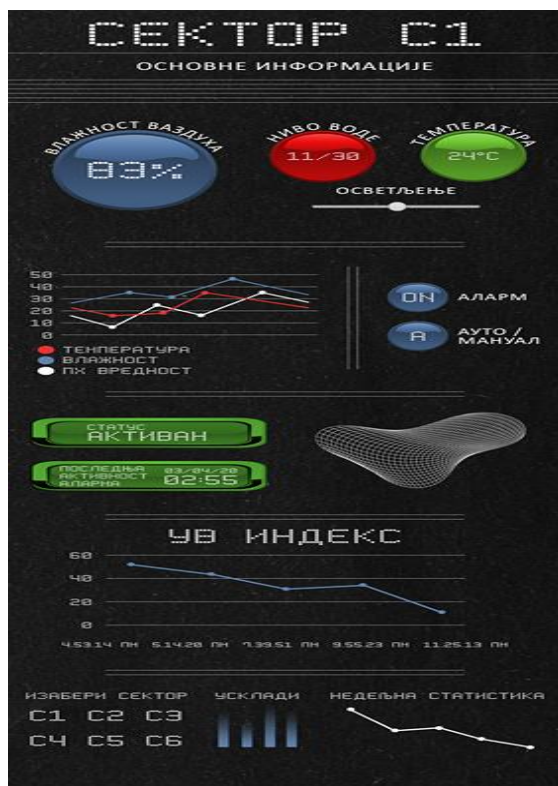 СЕКТОР С1
ОСНОВНЕ ИНФОРМАЦИЈЕ
ВЛАЖНОСТ ВАЗДУХА
83%
НИВО ВОДЕ
11/30
ТЕМПЕРАТУРА
24°C
ОСВЕТЉЕЊЕ
50
40
30
20
10
0
ТЕМПЕРАТУРА
ВЛАЖНОСТ
ПХ ВРЕДНОСТ
ON
АЛАРМ
А
АУТО /
МАНУАЛ
СТАТУС
АКТИВАН
ПОСЛЕДЊА
АКТИВНОСТ
АЛАРМА
03/04/20
02:55
УВ ИНДЕКС
60
40
20
0
4.53.14 ПН 5.14.20 ПН 7.39.51 ПН 9.55.23 ПН 11.25.13 ПН
ИЗАБЕРИ СЕКТОР
С1 С2 С3
С4 С5 С6
УСКЛАДИ
НЕДЕЉНА СТАТИСТИКА